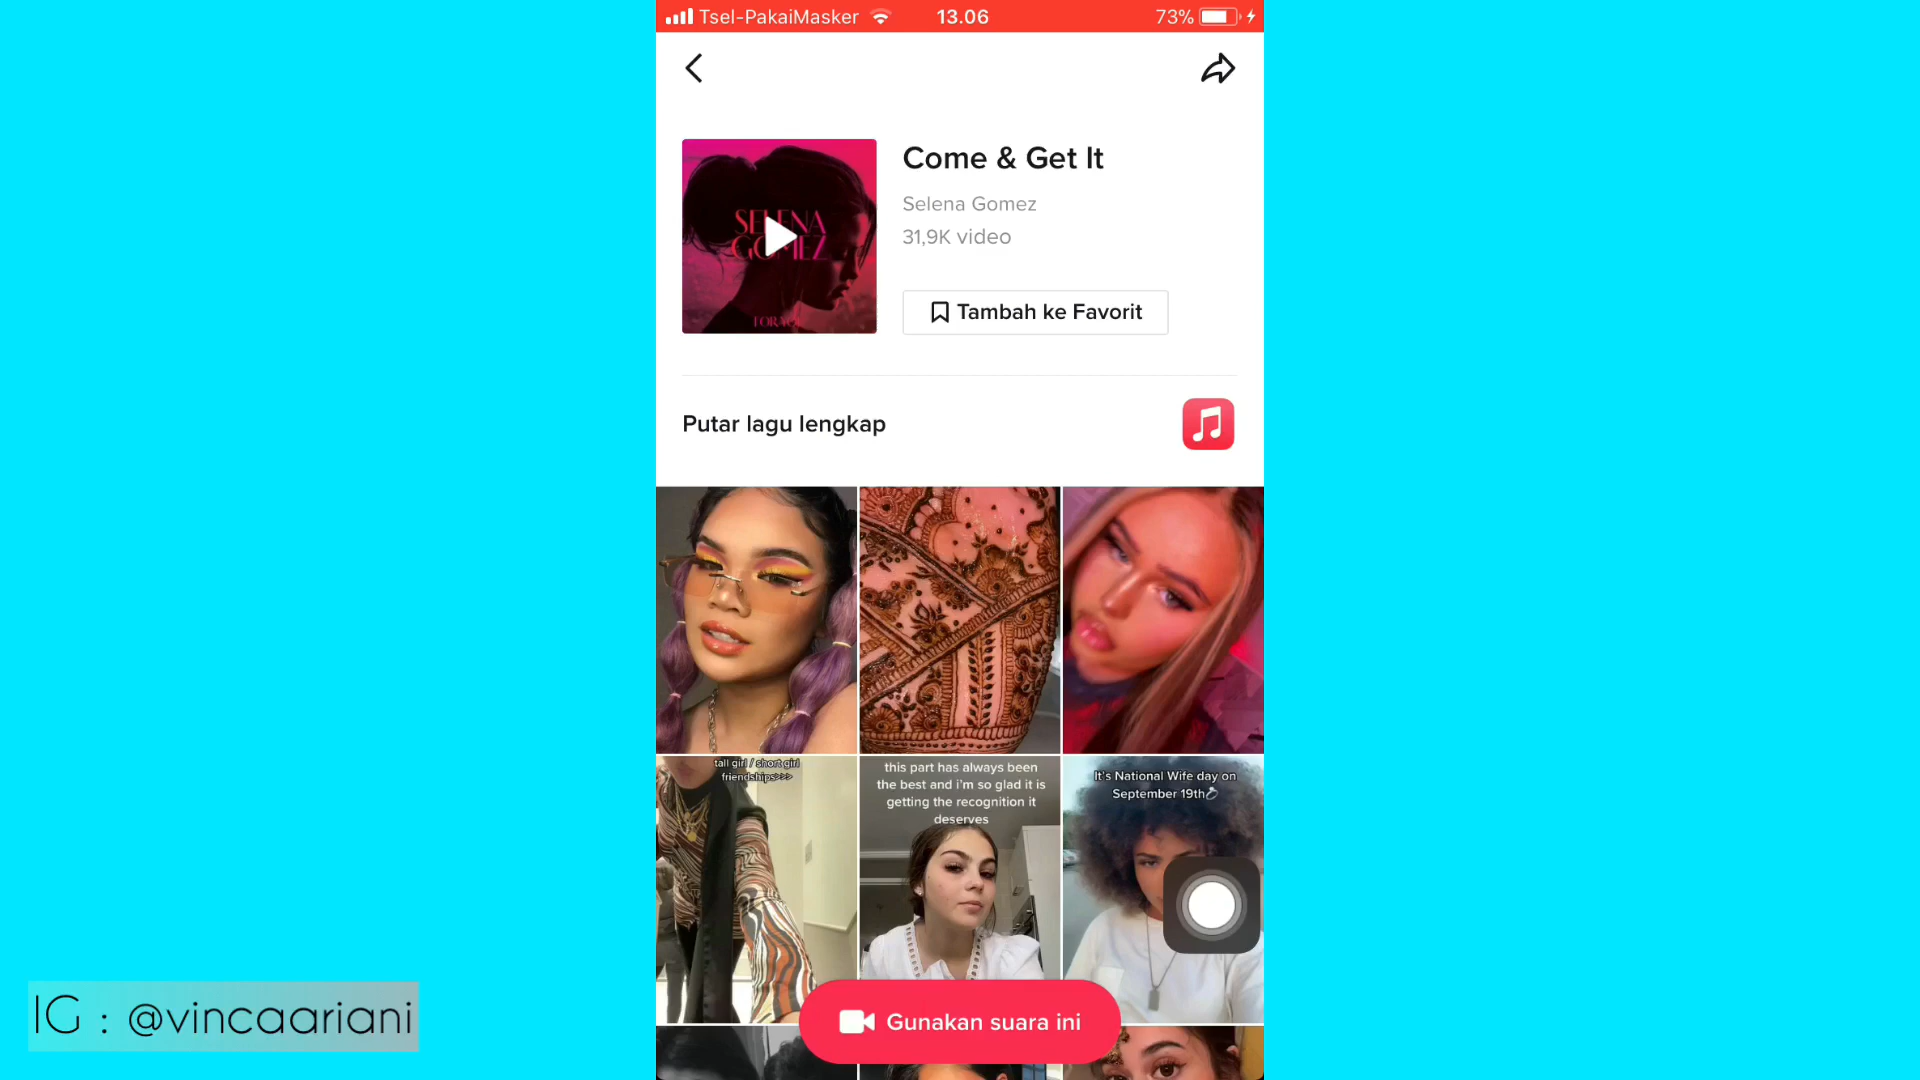 Tsel-PakaiMasker
13.06
73%
Come & Get It
SELENA
GOMEZ
Selena Gomez
31,9K video
Tambah ke Favorit
Putar lagu lengkap
tall girl / short girl
friendships>>>
this part has always been
the best and i'm so glad it is
getting the recognition it
deserves
It's National Wife day on
September 19th
Gunakan suara ini
IG : @vincaariani